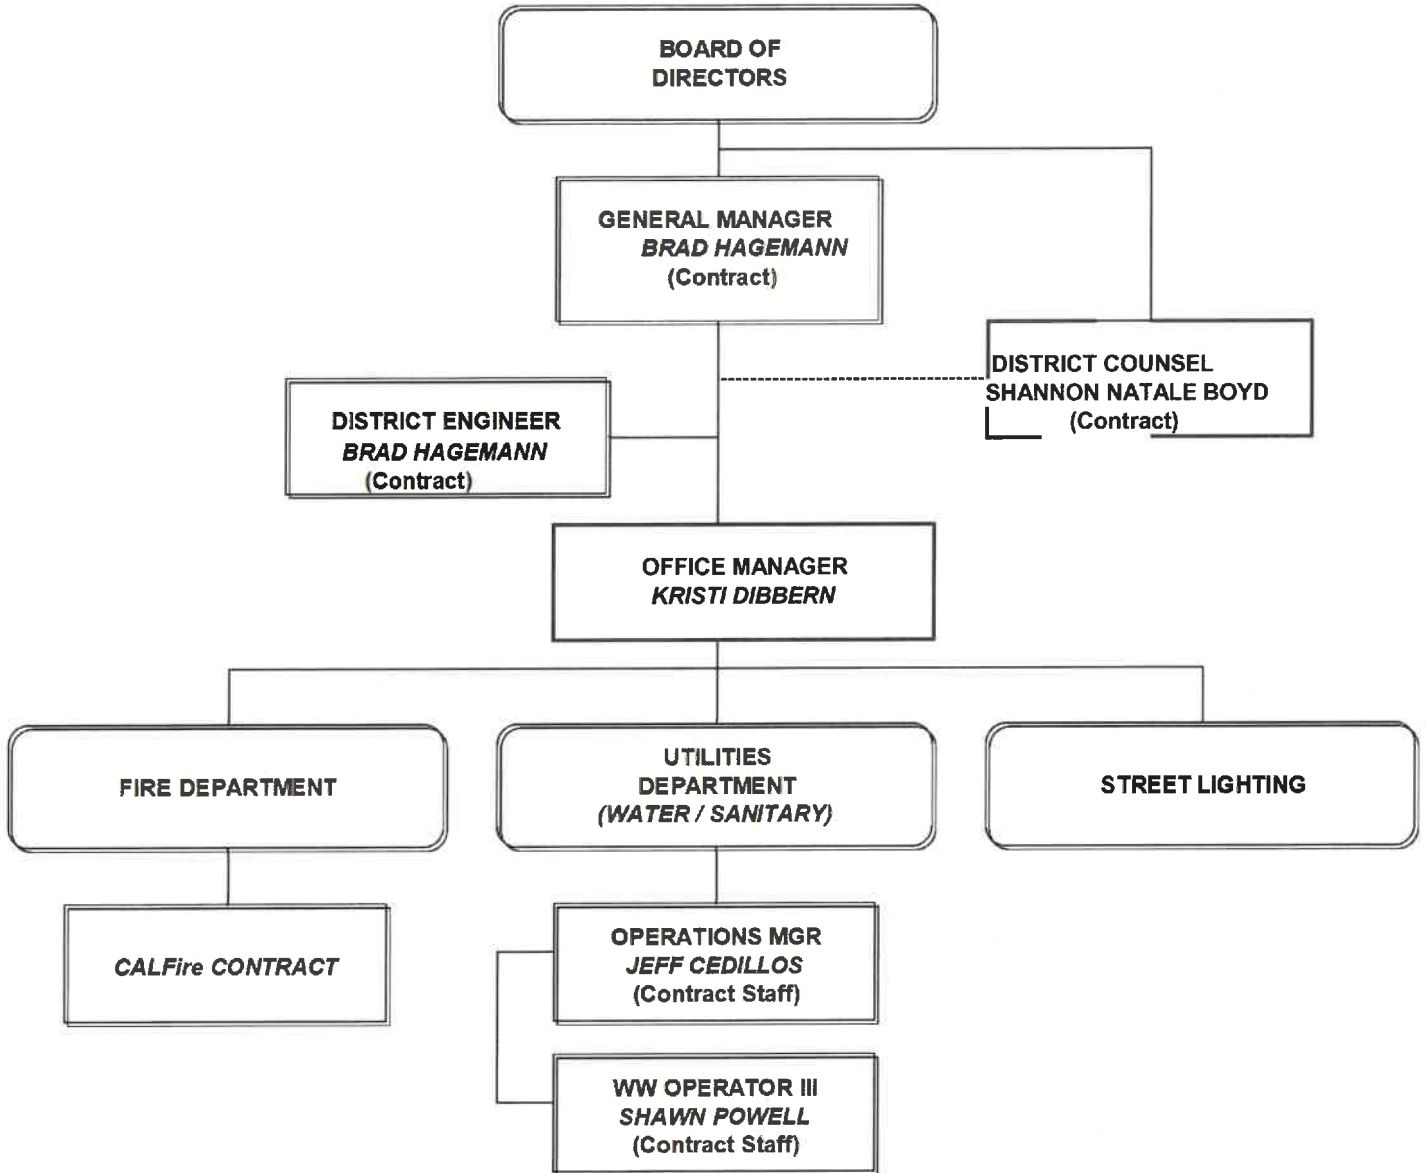 BOARD OF
DIRECTORS
GENERAL MANAGER
BRAD HAGEMANN
(Contract)
DISTRICT COUNSEL
SHANNON NATALE BOYD
(Contract)
DISTRICT ENGINEER
BRAD HAGEMANN
(Contract)
OFFICE MANAGER
KRISTI DIBBERN
FIRE DEPARTMENT
UTILITIES
DEPARTMENT
(WATER / SANITARY)
STREET LIGHTING
CALFire CONTRACT
OPERATIONS MGR
JEFF CEDILLOS
(Contract Staff)
WW OPERATOR III
SHAWN POWELL
(Contract Staff)